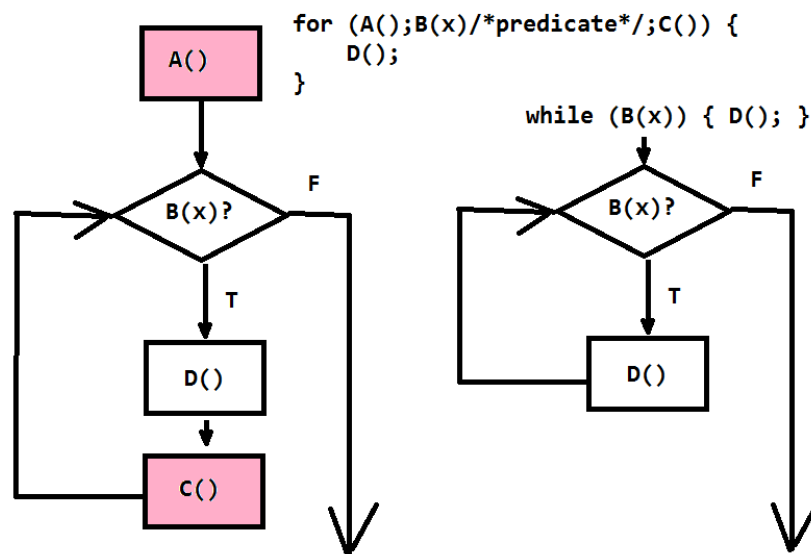 for (A();B(x)/*predicate*/;C()) {
D();
}
A()
B(x)?
F
T
D()
C()
while (B(x)) { D(); }
B(x)?
F
T
D()